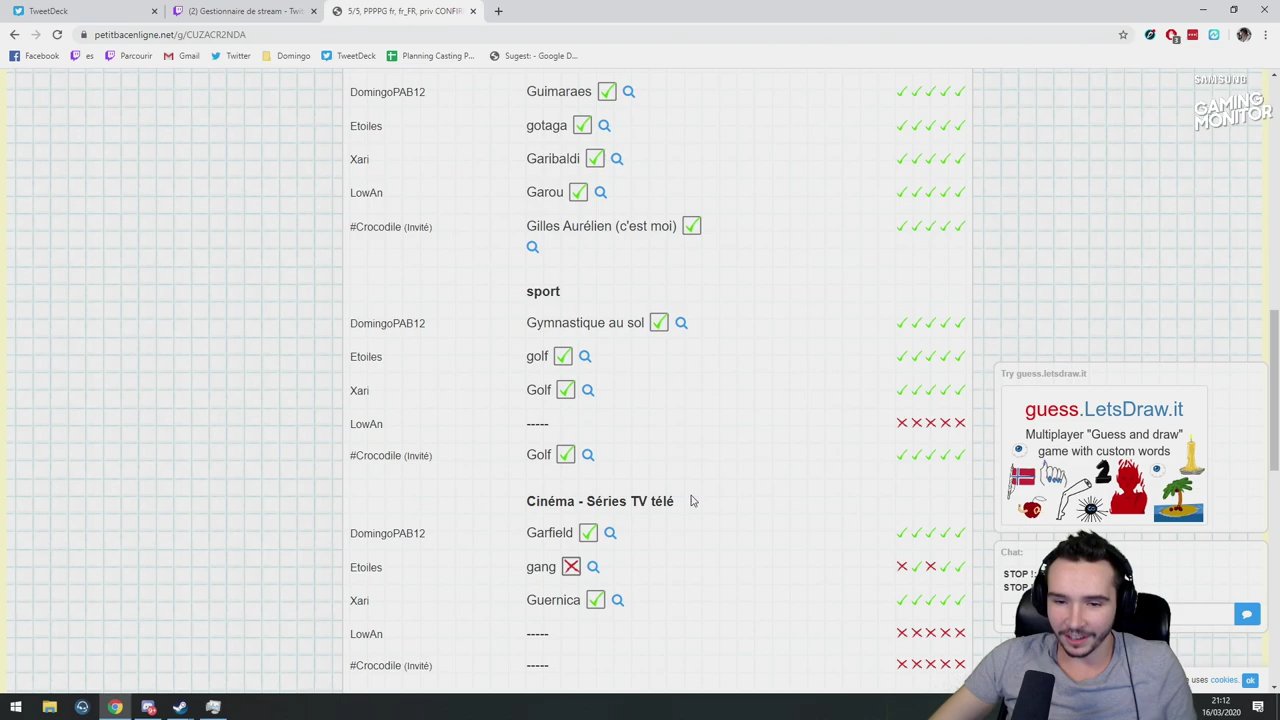 TweetDeck
(2) Gestionnaire de stream - Twit
5/5, PPPPG fr, fr_FR, priv CONFIR
petitbacenligne.net/g/CUZACR2NDA
Facebook
es
Parcourir
Gmail
Twitter
Domingo
TweetDeck
Planning Casting P...
Sugest: - Google D...
SAMSUNG
GAMING
MONITOR
DomingoPAB12 Guimaraes
Etoiles gotaga
Xari Garibaldi
LowAn Garou
#Crocodile (Invité) Gilles Aurélien (c'est moi)
sport
DomingoPAB12 Gymnastique au sol
Etoiles golf
Xari Golf
LowAn -----
#Crocodile (Invité) Golf
Cinéma - Séries TV télé
DomingoPAB12 Garfield
Etoiles gang
Xari Guernica
LowAn -----
#Crocodile (Invité) -----
Try guess.letsdraw.it
guess.LetsDraw.it
Multiplayer "Guess and draw"
game with custom words
Chat:
STOP !
STOP
uses cookies. ok
21:12
16/03/2020